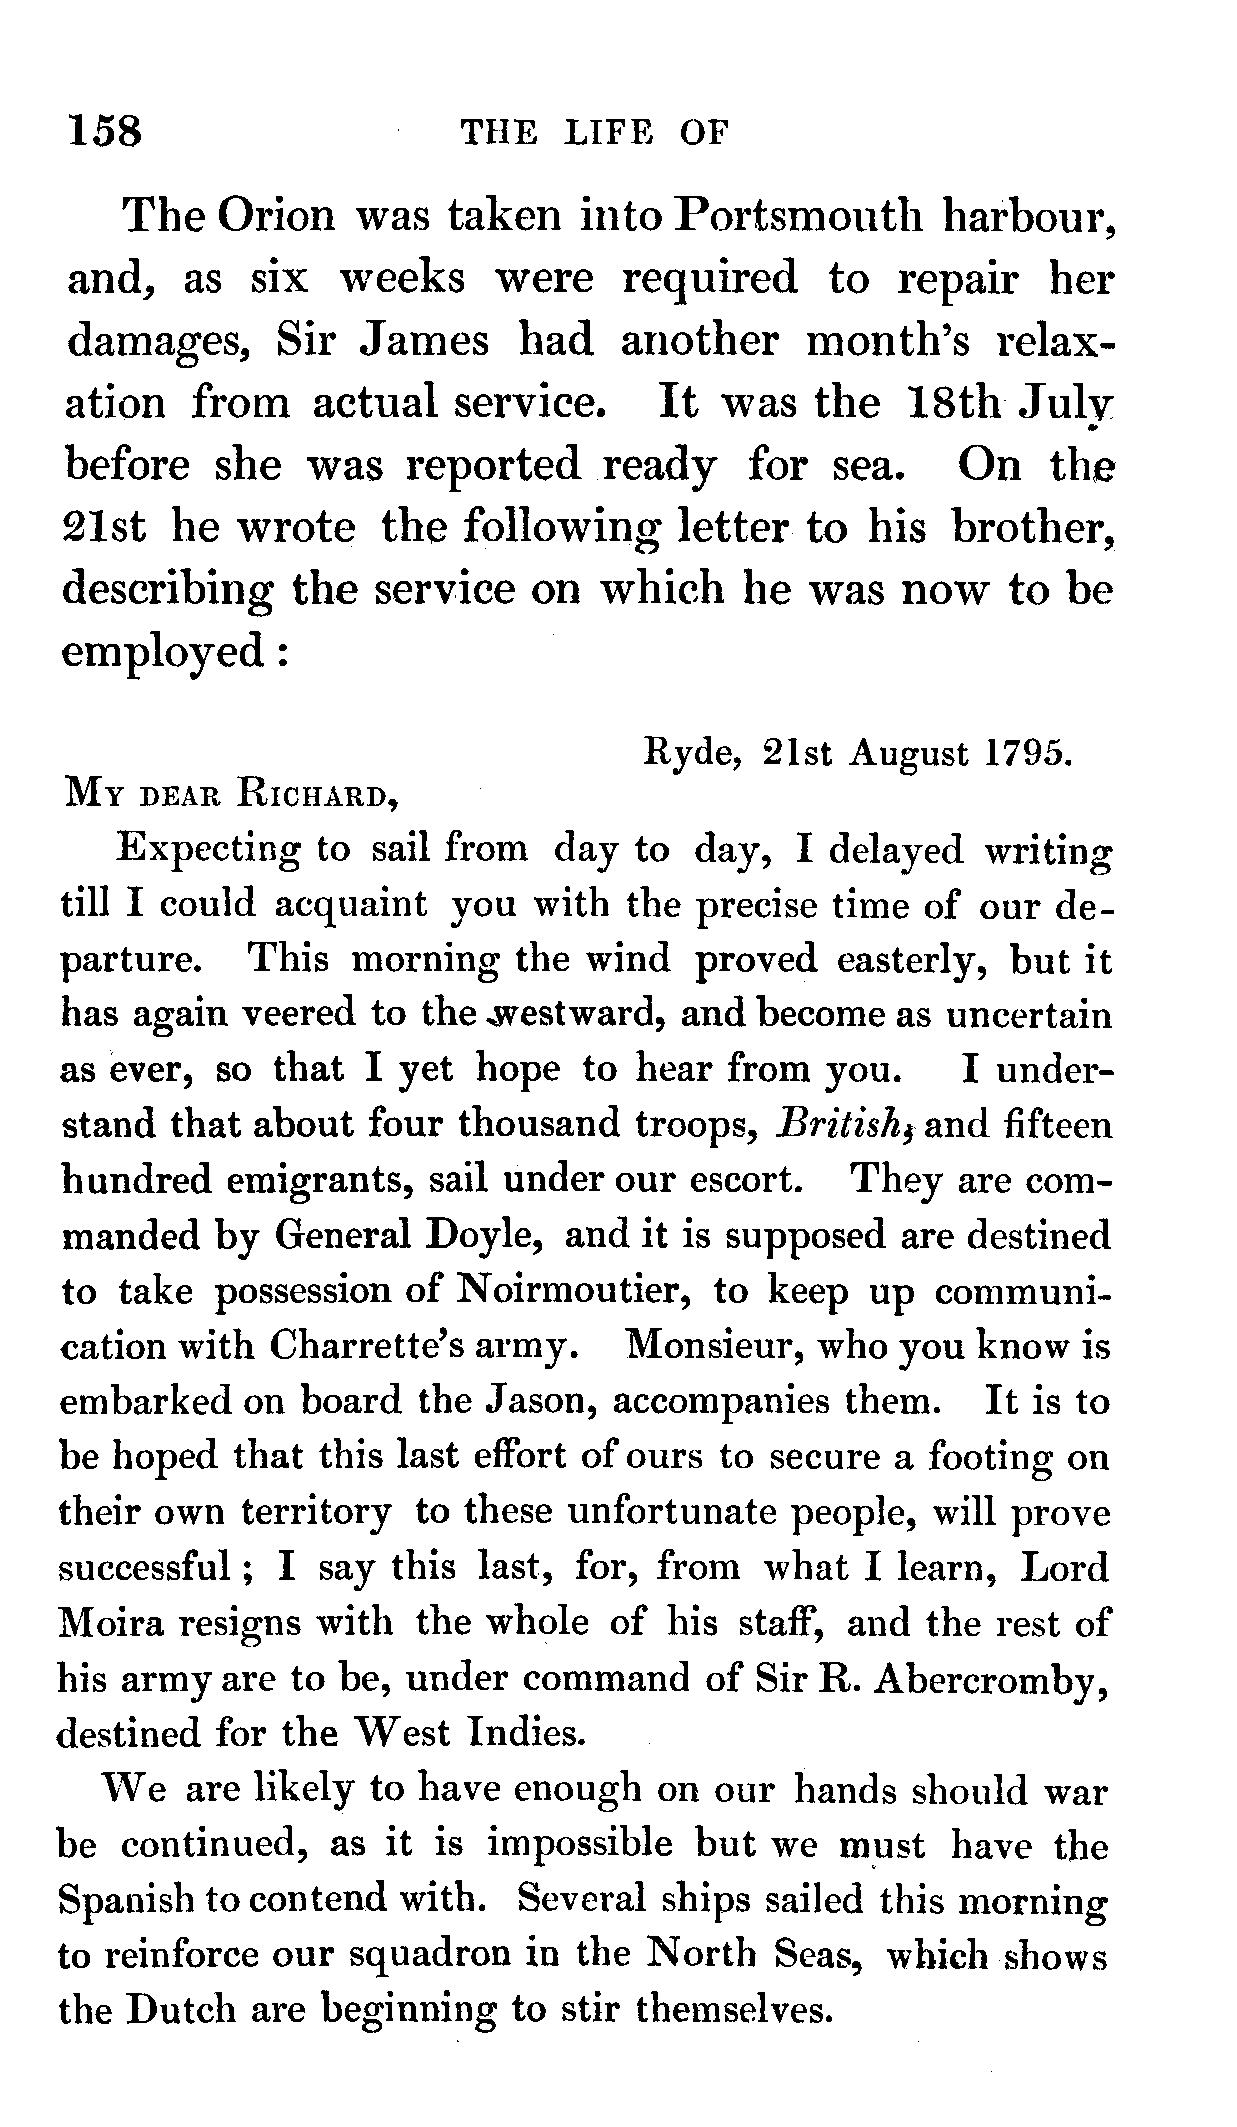 158 THE LIFE OF
The Orion was taken into Portsmouth harbour,
and, as six weeks were required to repair her
damages, Sir James had another month's relax-
ation from actual service. It was the 18th July
before she was reported ready for sea. On the
21st he wrote the following letter to his brother,
describing the service on which he was now to be
employed :
Ryde, 21st August 1795.
MY DEAR RICHARD,
Expecting to sail from day to day, I delayed writing
till I could acquaint you with the precise time of our de-
parture. This morning the wind proved easterly, but it
has again veered to the westward, and become as uncertain
as ever, so that I yet hope to hear from you. I under-
stand that about four thousand troops, British, and fifteen
hundred emigrants, sail under our escort. They are com-
manded by General Doyle, and it is supposed are destined
to take possession of Noirmoutier, to keep up communi-
cation with Charrette's army. Monsieur, who you know is
embarked on board the Jason, accompanies them. It is to
be hoped that this last effort of ours to secure a footing on
their own territory to these unfortunate people, will prove
successful ; I say this last, for, from what I learn, Lord
Moira resigns with the whole of his staff, and the rest of
his army are to be, under command of Sir R. Abercromby,
destined for the West Indies.
We are likely to have enough on our hands should war
be continued, as it is impossible but we must have the
Spanish to contend with. Several ships sailed this morning
to reinforce our squadron in the North Seas, which shows
the Dutch are beginning to stir themselves.